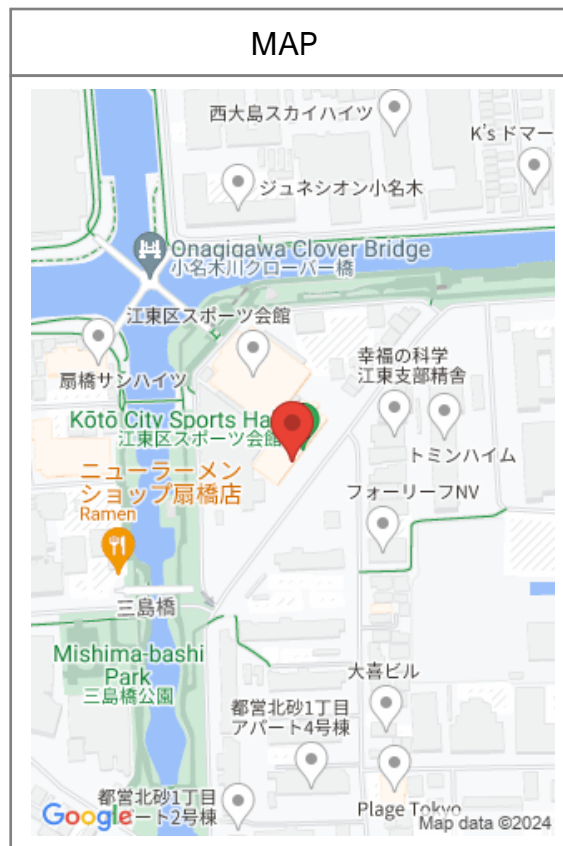 MAP
西大島スカイハイツ
K's ドマー
ジュネシオン小名木
Onagigawa Clover Bridge
小名木川クローバー橋
江東区スポーツ会館
扇橋サンハイツ
幸福の科学
江東支部精舎
Kōtō City Sports Ha
江東区スポーツ会館
トミンハイム
ニューラーメン
ショップ扇橋店
Ramen
フォーリーフNV
三島橋
Mishima-bashi
Park
三島橋公園
大喜ビル
都営北砂1丁目
アパート4号棟
都営北砂1丁目
パート2号棟
Plage Tokyo
Google
Map data ©2024